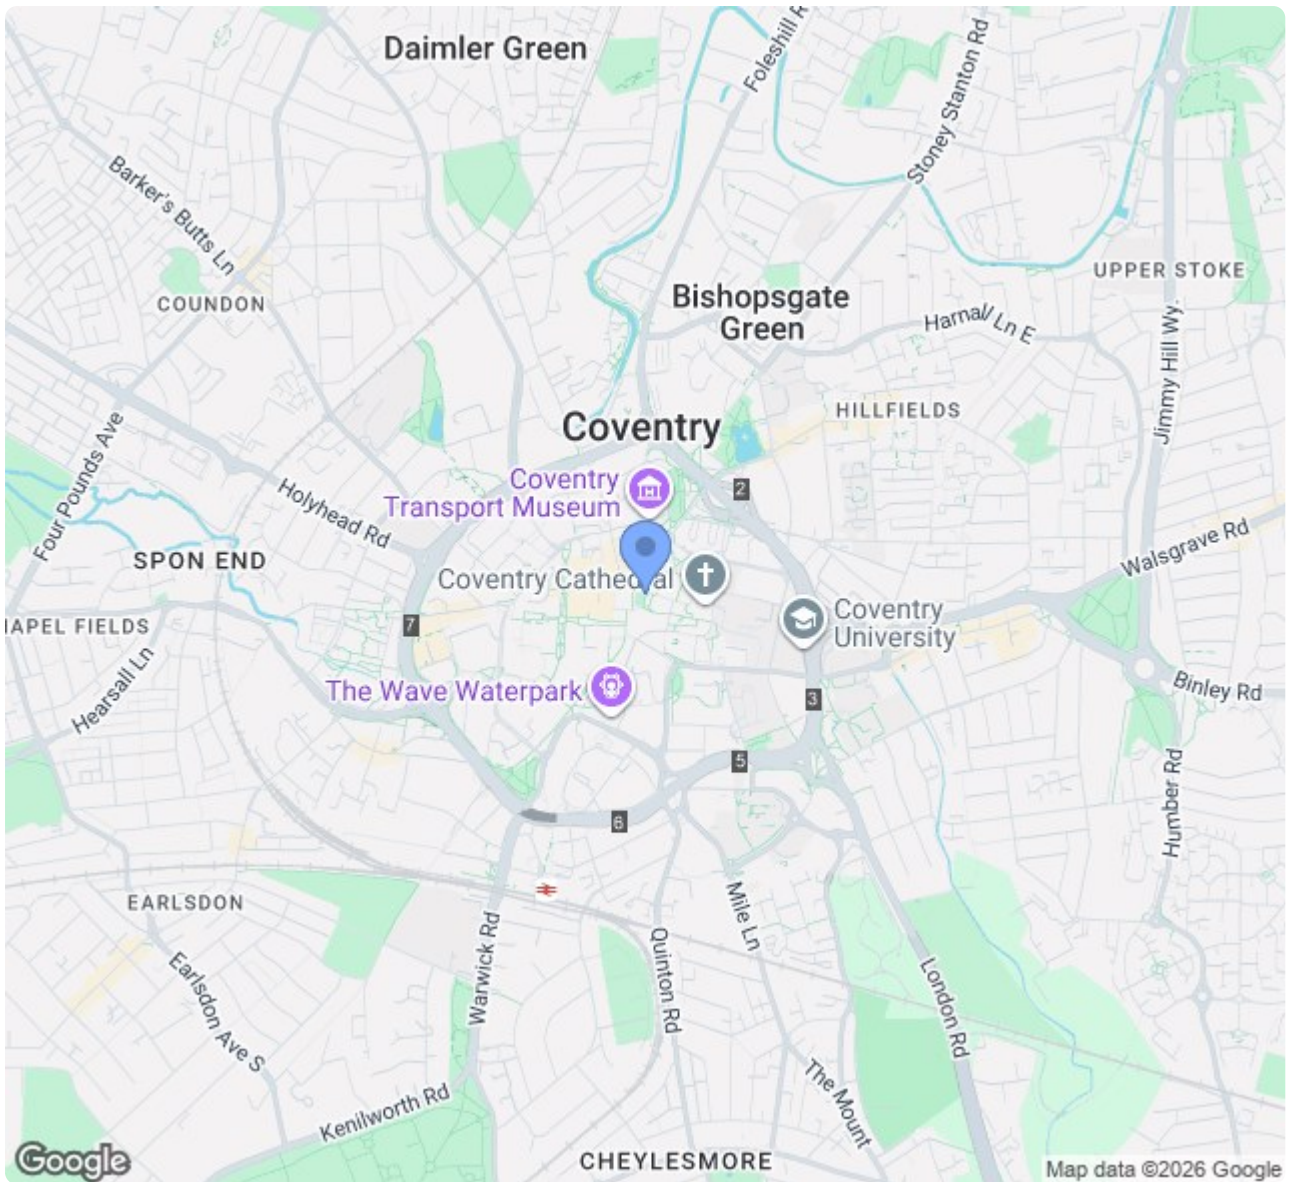 Daimler Green
Foleshill R
Stoney Stanton Rd
Barker's Butts Ln
UPPER STOKE
COUNDON
Bishopsgate
Green
Harnall Ln E
Jimmy Hill Wy.
HILLFIELDS
Coventry
Four Pounds Ave
Coventry
Transport Museum
2
Holyhead Rd
Walsgrave Rd
SPON END
Coventry Cathedral
Coventry
University
7
HAPEL FIELDS
Hearsall Ln
The Wave Waterpark
Binley Rd
3
5
Humber Rd
6
EARLSDON
Mile Ln
Warwick Rd
Quinton Rd
Earlsdon Ave S
London Rd
The Mount
Kenilworth Rd
CHEYLESMORE
Google
Map data ©2026 Google